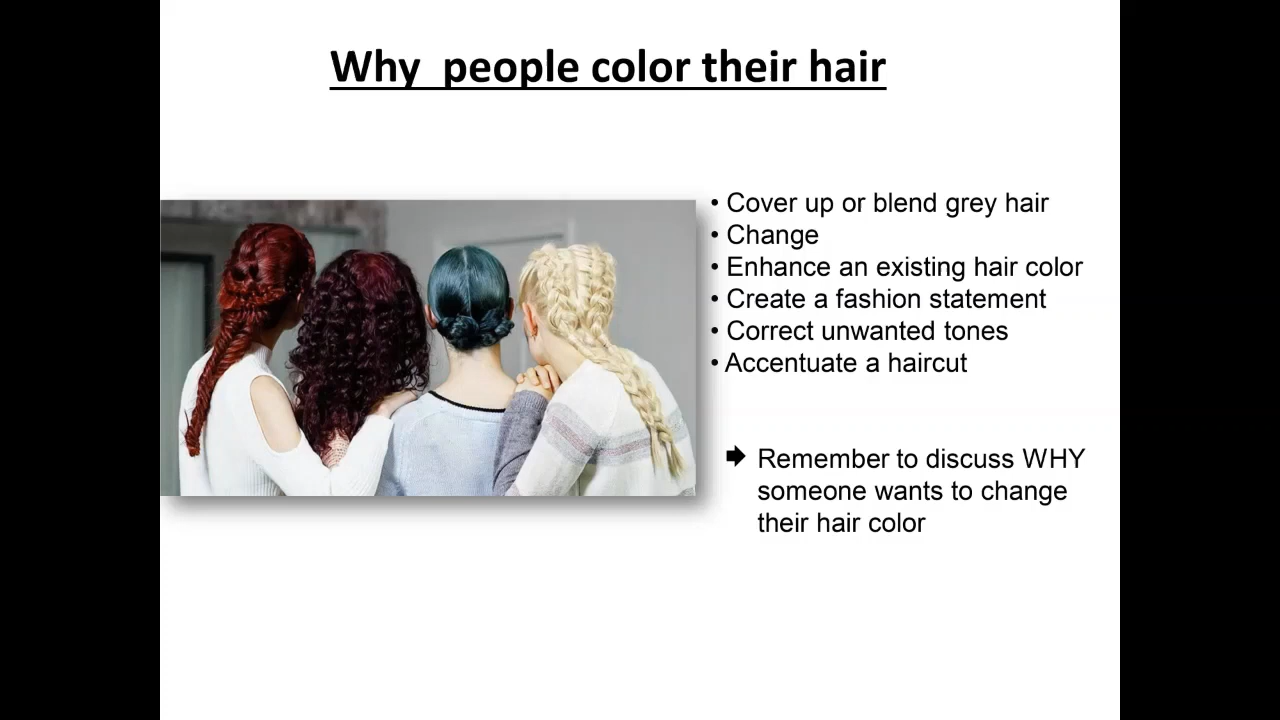 Why  people color their hair
• Cover up or blend grey hair
• Change
• Enhance an existing hair color
• Create a fashion statement
• Correct unwanted tones
• Accentuate a haircut
🡆 Remember to discuss WHY
someone wants to change
their hair color